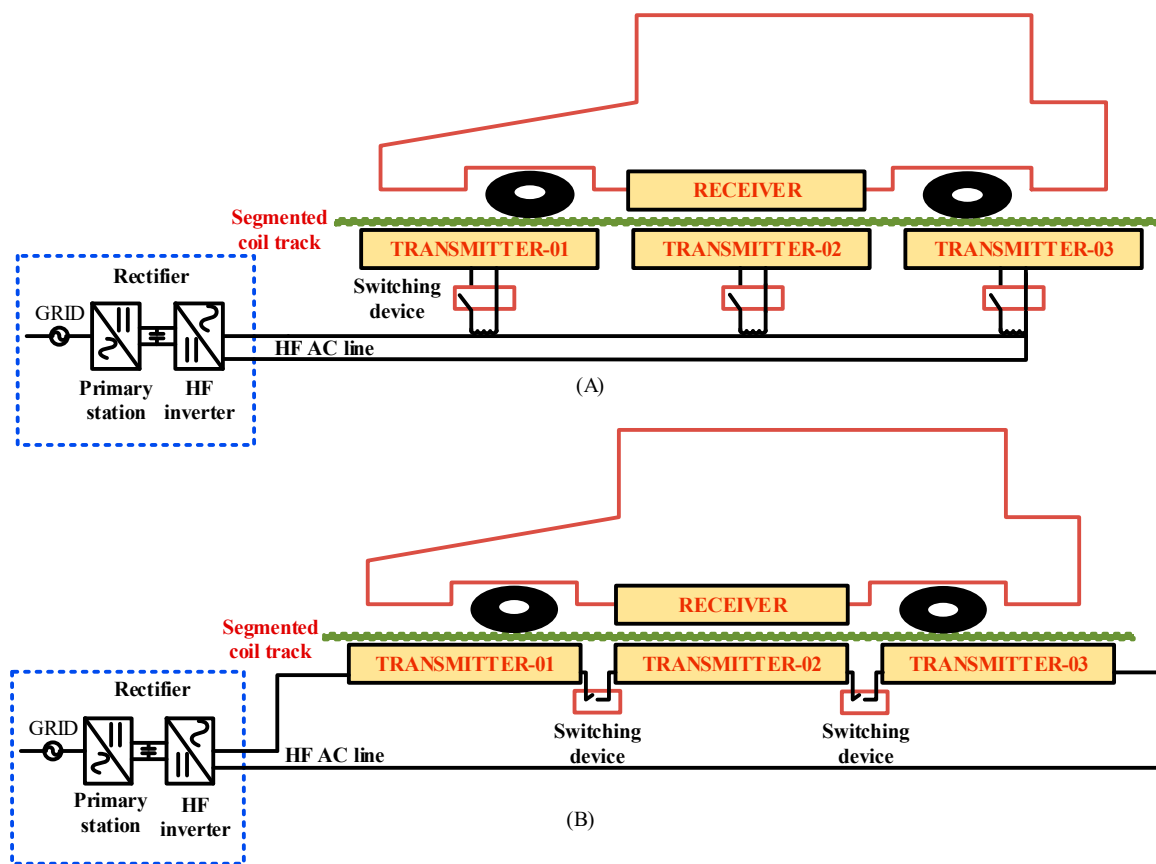 RECEIVER
Segmented
coil track
TRANSMITTER-01
TRANSMITTER-02
TRANSMITTER-03
Rectifier
Switching
device
GRID
HF AC line
Primary
station
HF
inverter
(A)
RECEIVER
Segmented
coil track
TRANSMITTER-01
TRANSMITTER-02
TRANSMITTER-03
Rectifier
Switching
device
Switching
device
GRID
HF AC line
Primary
station
HF
inverter
(B)